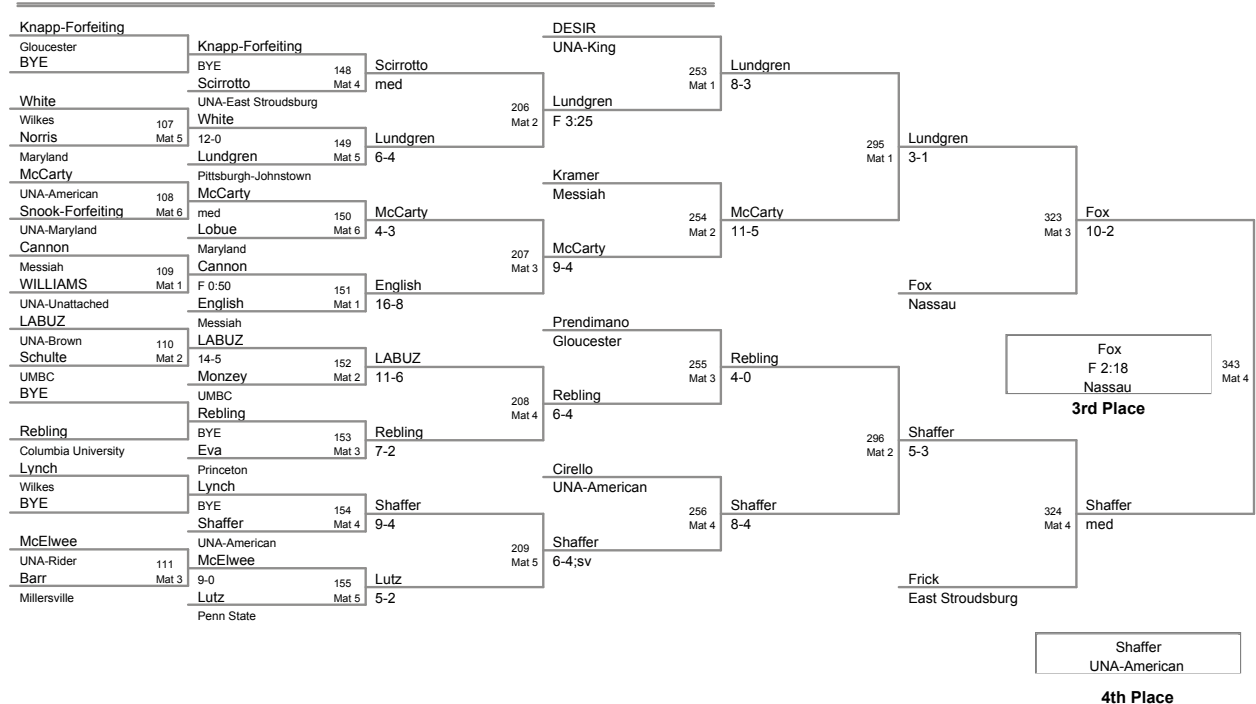 Knapp-Forfeiting
Gloucester
BYE
White
Wilkes
107
Norris
Mat 5
Maryland
McCarty
UNA-American
108
Snook-Forfeiting
Mat 6
UNA-Maryland
Cannon
Messiah
109
WILLIAMS
Mat 1
UNA-Unattached
LABUZ
UNA-Brown
110
Schulte
Mat 2
UMBC
BYE
Rebling
Columbia University
Lynch
Wilkes
BYE
McElwee
UNA-Rider
111
Barr
Mat 3
Millersville
Knapp-Forfeiting
BYE
148
Scirrotto
Mat 4
UNA-East Stroudsburg
White
12-0
149
Lundgren
Mat 5
Pittsburgh-Johnstown
McCarty
med
150
Lobue
Mat 6
Maryland
Cannon
F 0:50
151
English
Mat 1
Messiah
LABUZ
14-5
152
Monzey
Mat 2
UMBC
Rebling
BYE
153
Eva
Mat 3
Princeton
Lynch
BYE
154
Shaffer
Mat 4
UNA-American
McElwee
9-0
155
Lutz
Mat 5
Penn State
Scirrotto
med
206
Mat 2
Lundgren
6-4
McCarty
4-3
207
Mat 3
English
16-8
LABUZ
11-6
208
Mat 4
Rebling
7-2
Shaffer
9-4
209
Mat 5
Lutz
5-2
DESIR
UNA-King
253
Mat 1
Lundgren
F 3:25
Kramer
Messiah
254
Mat 2
McCarty
9-4
Prendimano
Gloucester
255
Mat 3
Rebling
6-4
Cirello
UNA-American
256
Mat 4
Shaffer
6-4;sv
Lundgren
8-3
295
Mat 1
McCarty
11-5
Rebling
4-0
296
Mat 2
Shaffer
8-4
Lundgren
3-1
323
Mat 3
Fox
Nassau
Shaffer
5-3
324
Mat 4
Frick
East Stroudsburg
Fox
10-2
343
Mat 4
Shaffer
med
Fox
F 2:18
Nassau
3rd Place
Shaffer
UNA-American
4th Place